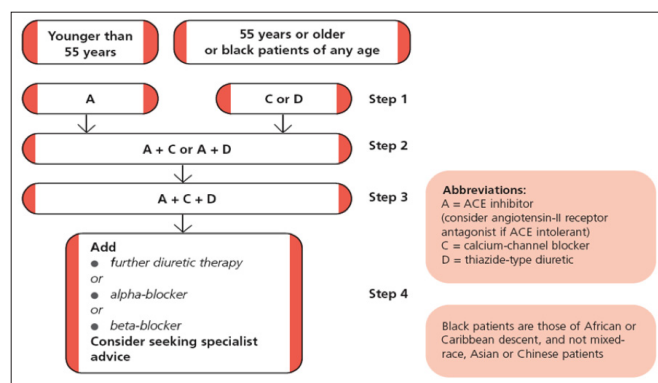 Younger than
55 years
55 years or older
or black patients of any age
A
C or D
Step 1
A + C or A + D
Step 2
A + C + D
Step 3
Add
● further diuretic therapy
or
● alpha-blocker
or
● beta-blocker
Consider seeking specialist
advice
Step 4
Abbreviations:
A = ACE inhibitor
(consider angiotensin-II receptor
antagonist if ACE intolerant)
C = calcium-channel blocker
D = thiazide-type diuretic
Black patients are those of African or
Caribbean descent, and not mixed-
race, Asian or Chinese patients